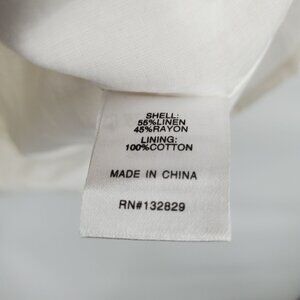 SHELL:
55%LINEN
45%RAYON
LINING:
100%COTTON
MADE IN CHINA
RN#132829